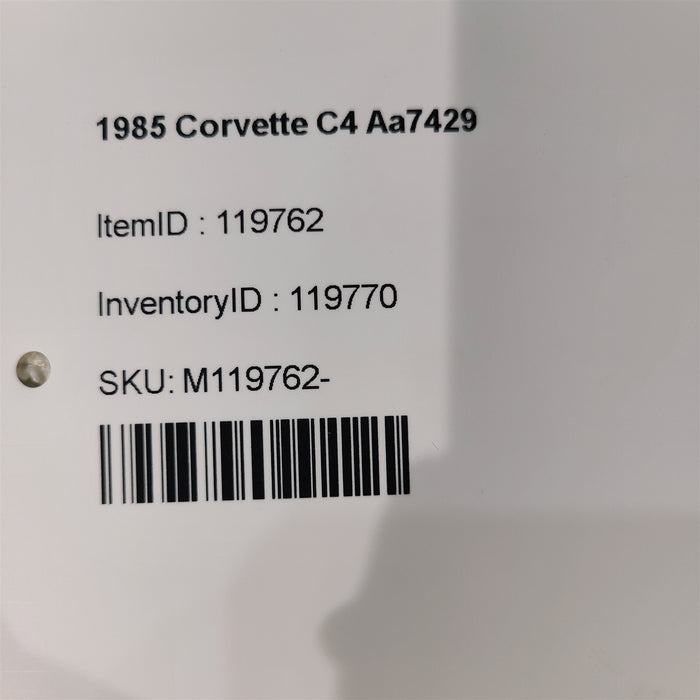 1985 Corvette C4 Aa7429
ItemID : 119762
InventoryID : 119770
SKU: M119762-